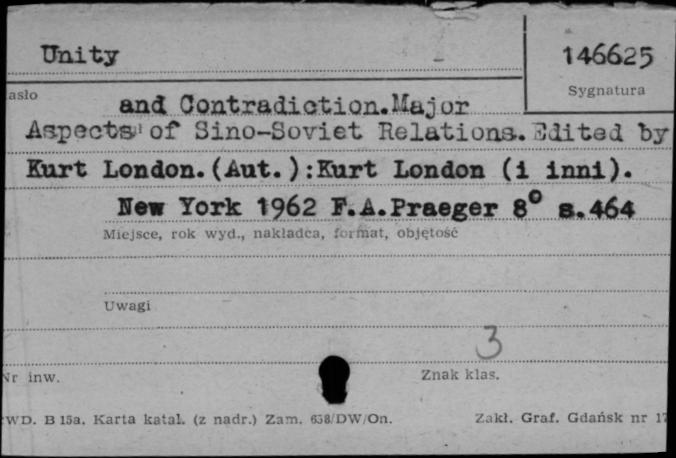 Unity
146625
asło
Sygnatura
and Contradiction.Major
Aspects of Sino-Soviet Relations.Edited by
Kurt London.(Aut.):Kurt London (i inni).
New York 1962 F.A.Praeger 8° s.464
Miejsce, rok wyd., nakładca, format, objętość
Uwagi
3
Nr inw.
Znak klas.
WD. B 15a. Karta katal. (z nadr.) Zam. 638/DW/On.
Zakł. Graf. Gdańsk nr 17